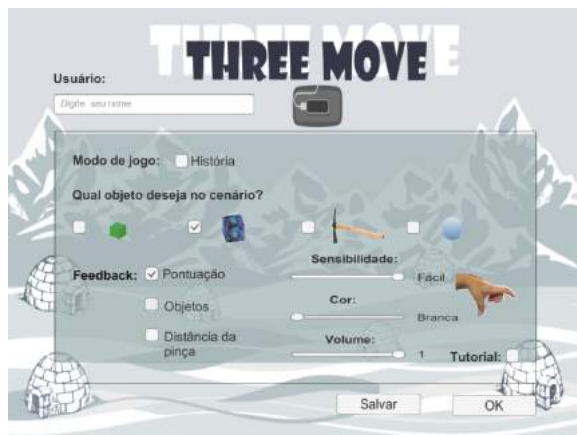 THREE MOVE
Usuário:
Digite seu nome
Modo de jogo: História
Qual objeto deseja no cenário?
Feedback: Pontuação
Objetos
Distância da
pinça
Sensibilidade:
Fácil
Cor:
Branca
Volume:
1
Tutorial:
Salvar
OK